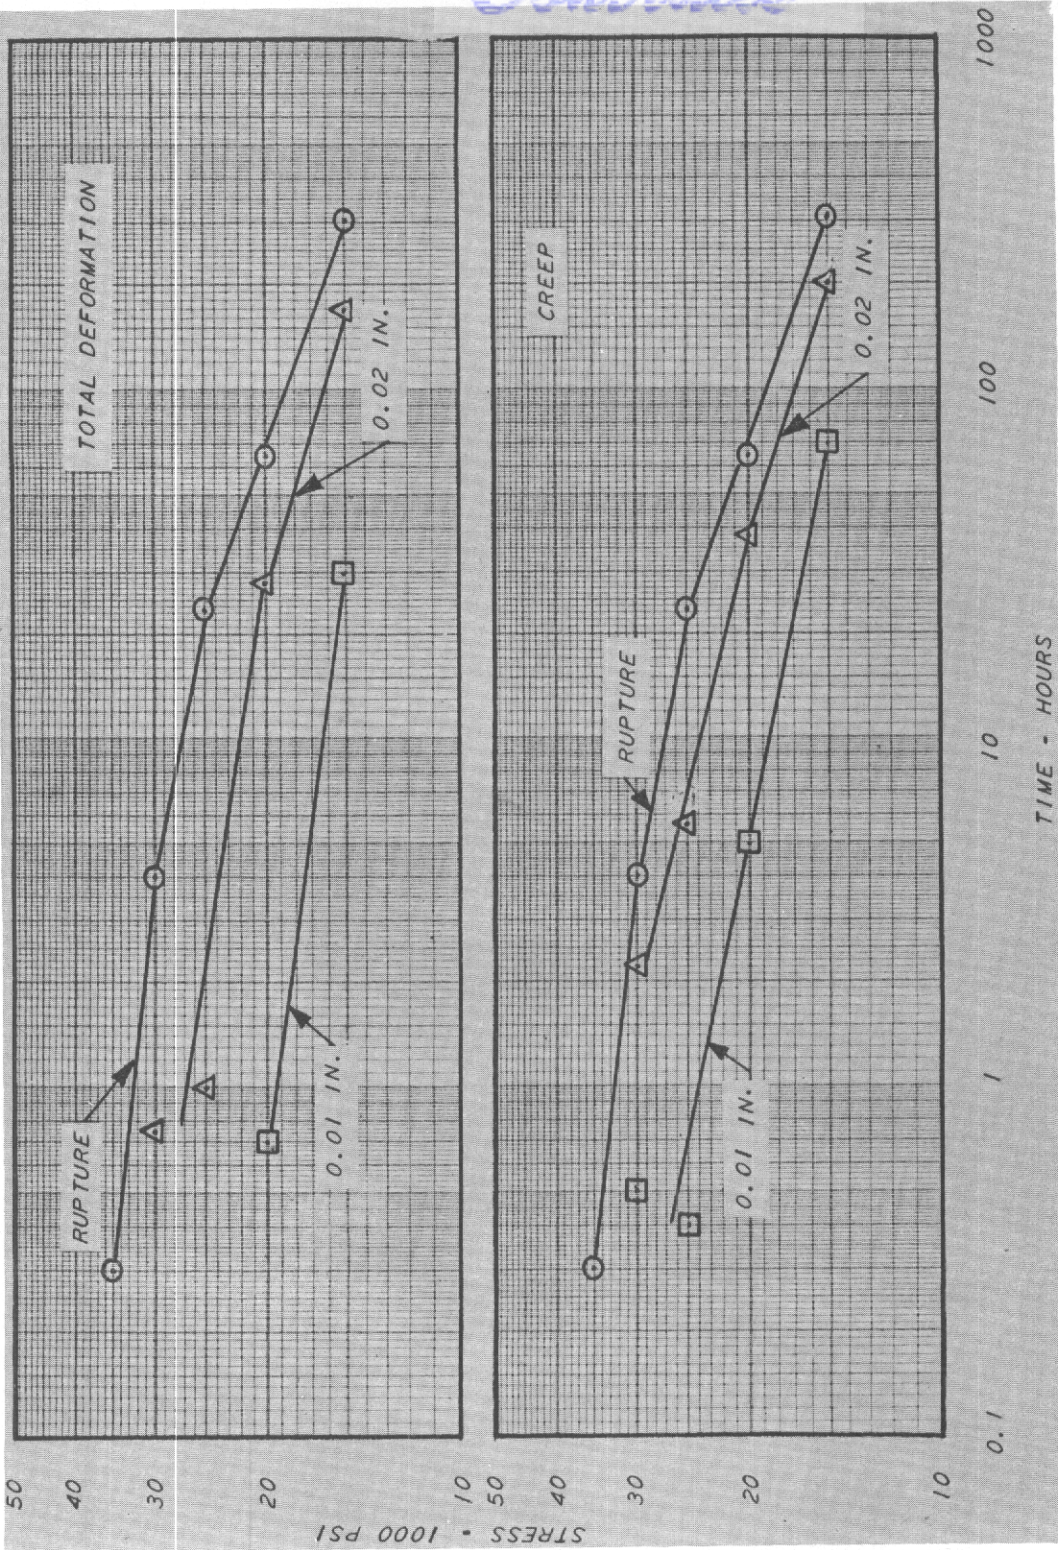 TOTAL DEFORMATION
RUPTURE
0.02 IN.
0.01 IN.
50
40
30
20
10
CREEP
RUPTURE
0.02 IN.
0.01 IN.
50
40
30
20
10
0.1
1
10
100
1000
STRESS - 1000 PSI
TIME - HOURS